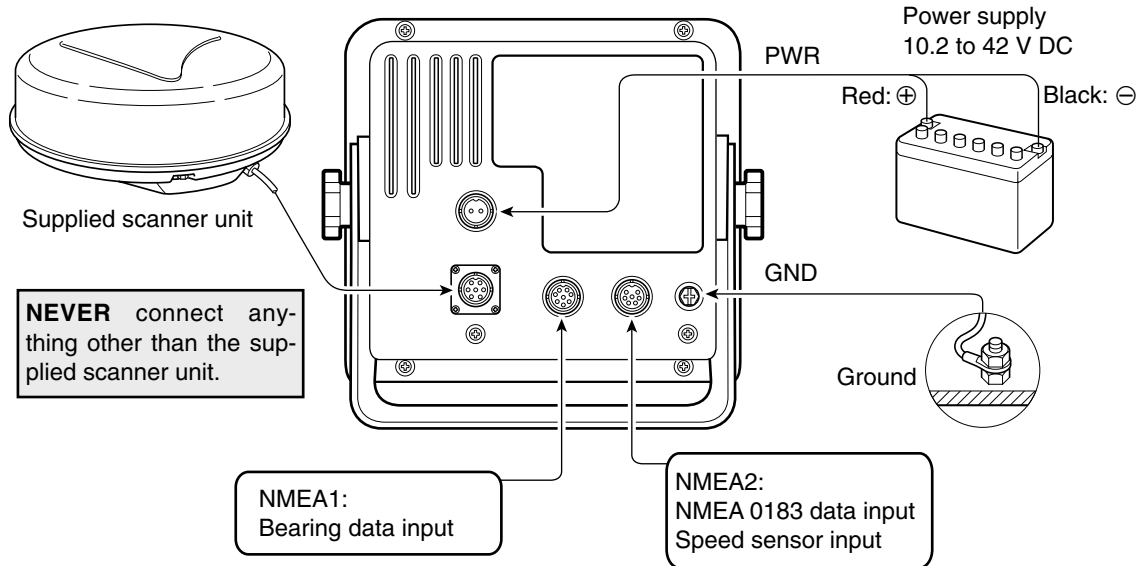 Power supply
10.2 to 42 V DC
PWR
Red: ⊕
Black: ⊖
Supplied scanner unit
GND
NEVER connect any-
thing other than the sup-
plied scanner unit.
Ground
NMEA1:
Bearing data input
NMEA2:
NMEA 0183 data input
Speed sensor input